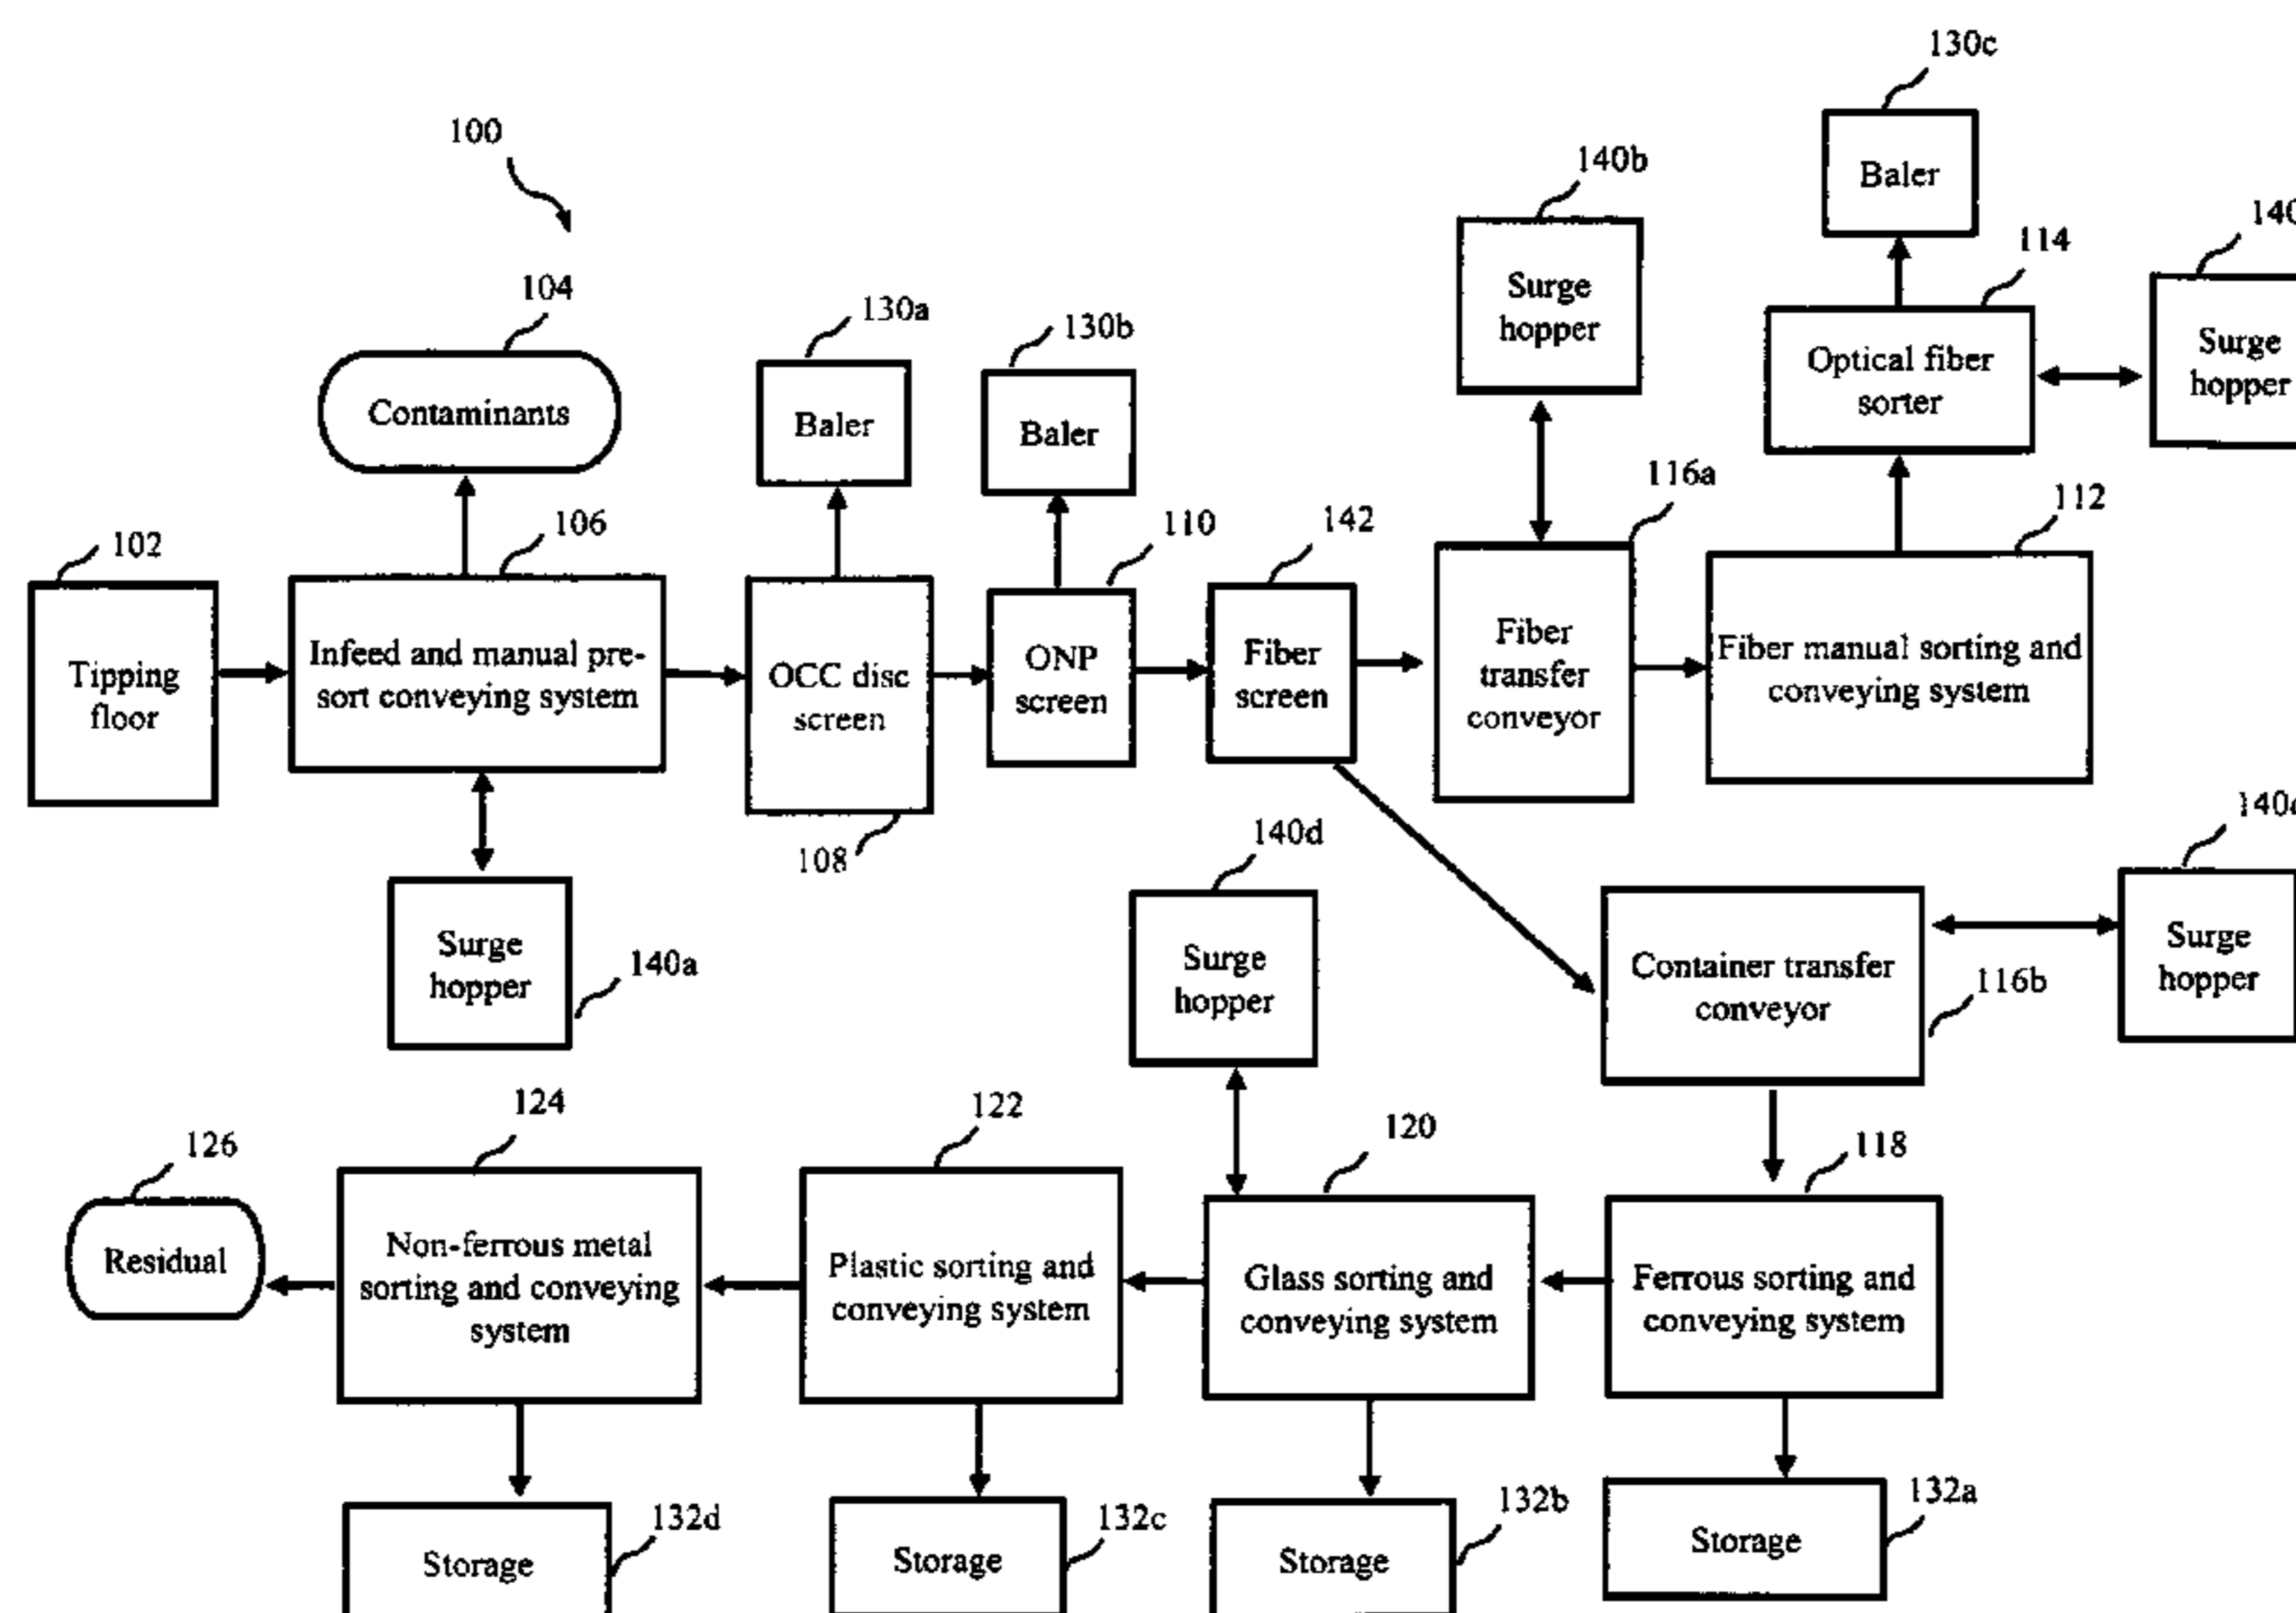 130c
100
140b
Baler
140
114
104
130a
130b
Surge
hopper
Surge
hopper
Optical fiber
sorter
Contaminants
Baler
Baler
116a
112
102
106
110
142
Tipping
floor
Infeed and manual pre-
sort conveying system
OCC disc
screen
ONP
screen
Fiber
screen
Fiber
transfer
conveyor
Fiber manual sorting and
conveying system
108
140d
140
Surge
hopper
140a
Surge
hopper
Container transfer
conveyor
116b
Surge
hopper
124
122
120
118
126
Residual
Non-ferrous metal
sorting and conveying
system
Plastic sorting and
conveying system
Glass sorting and
conveying system
Ferrous sorting and
conveying system
132d
132c
132b
132a
Storage
Storage
Storage
Storage